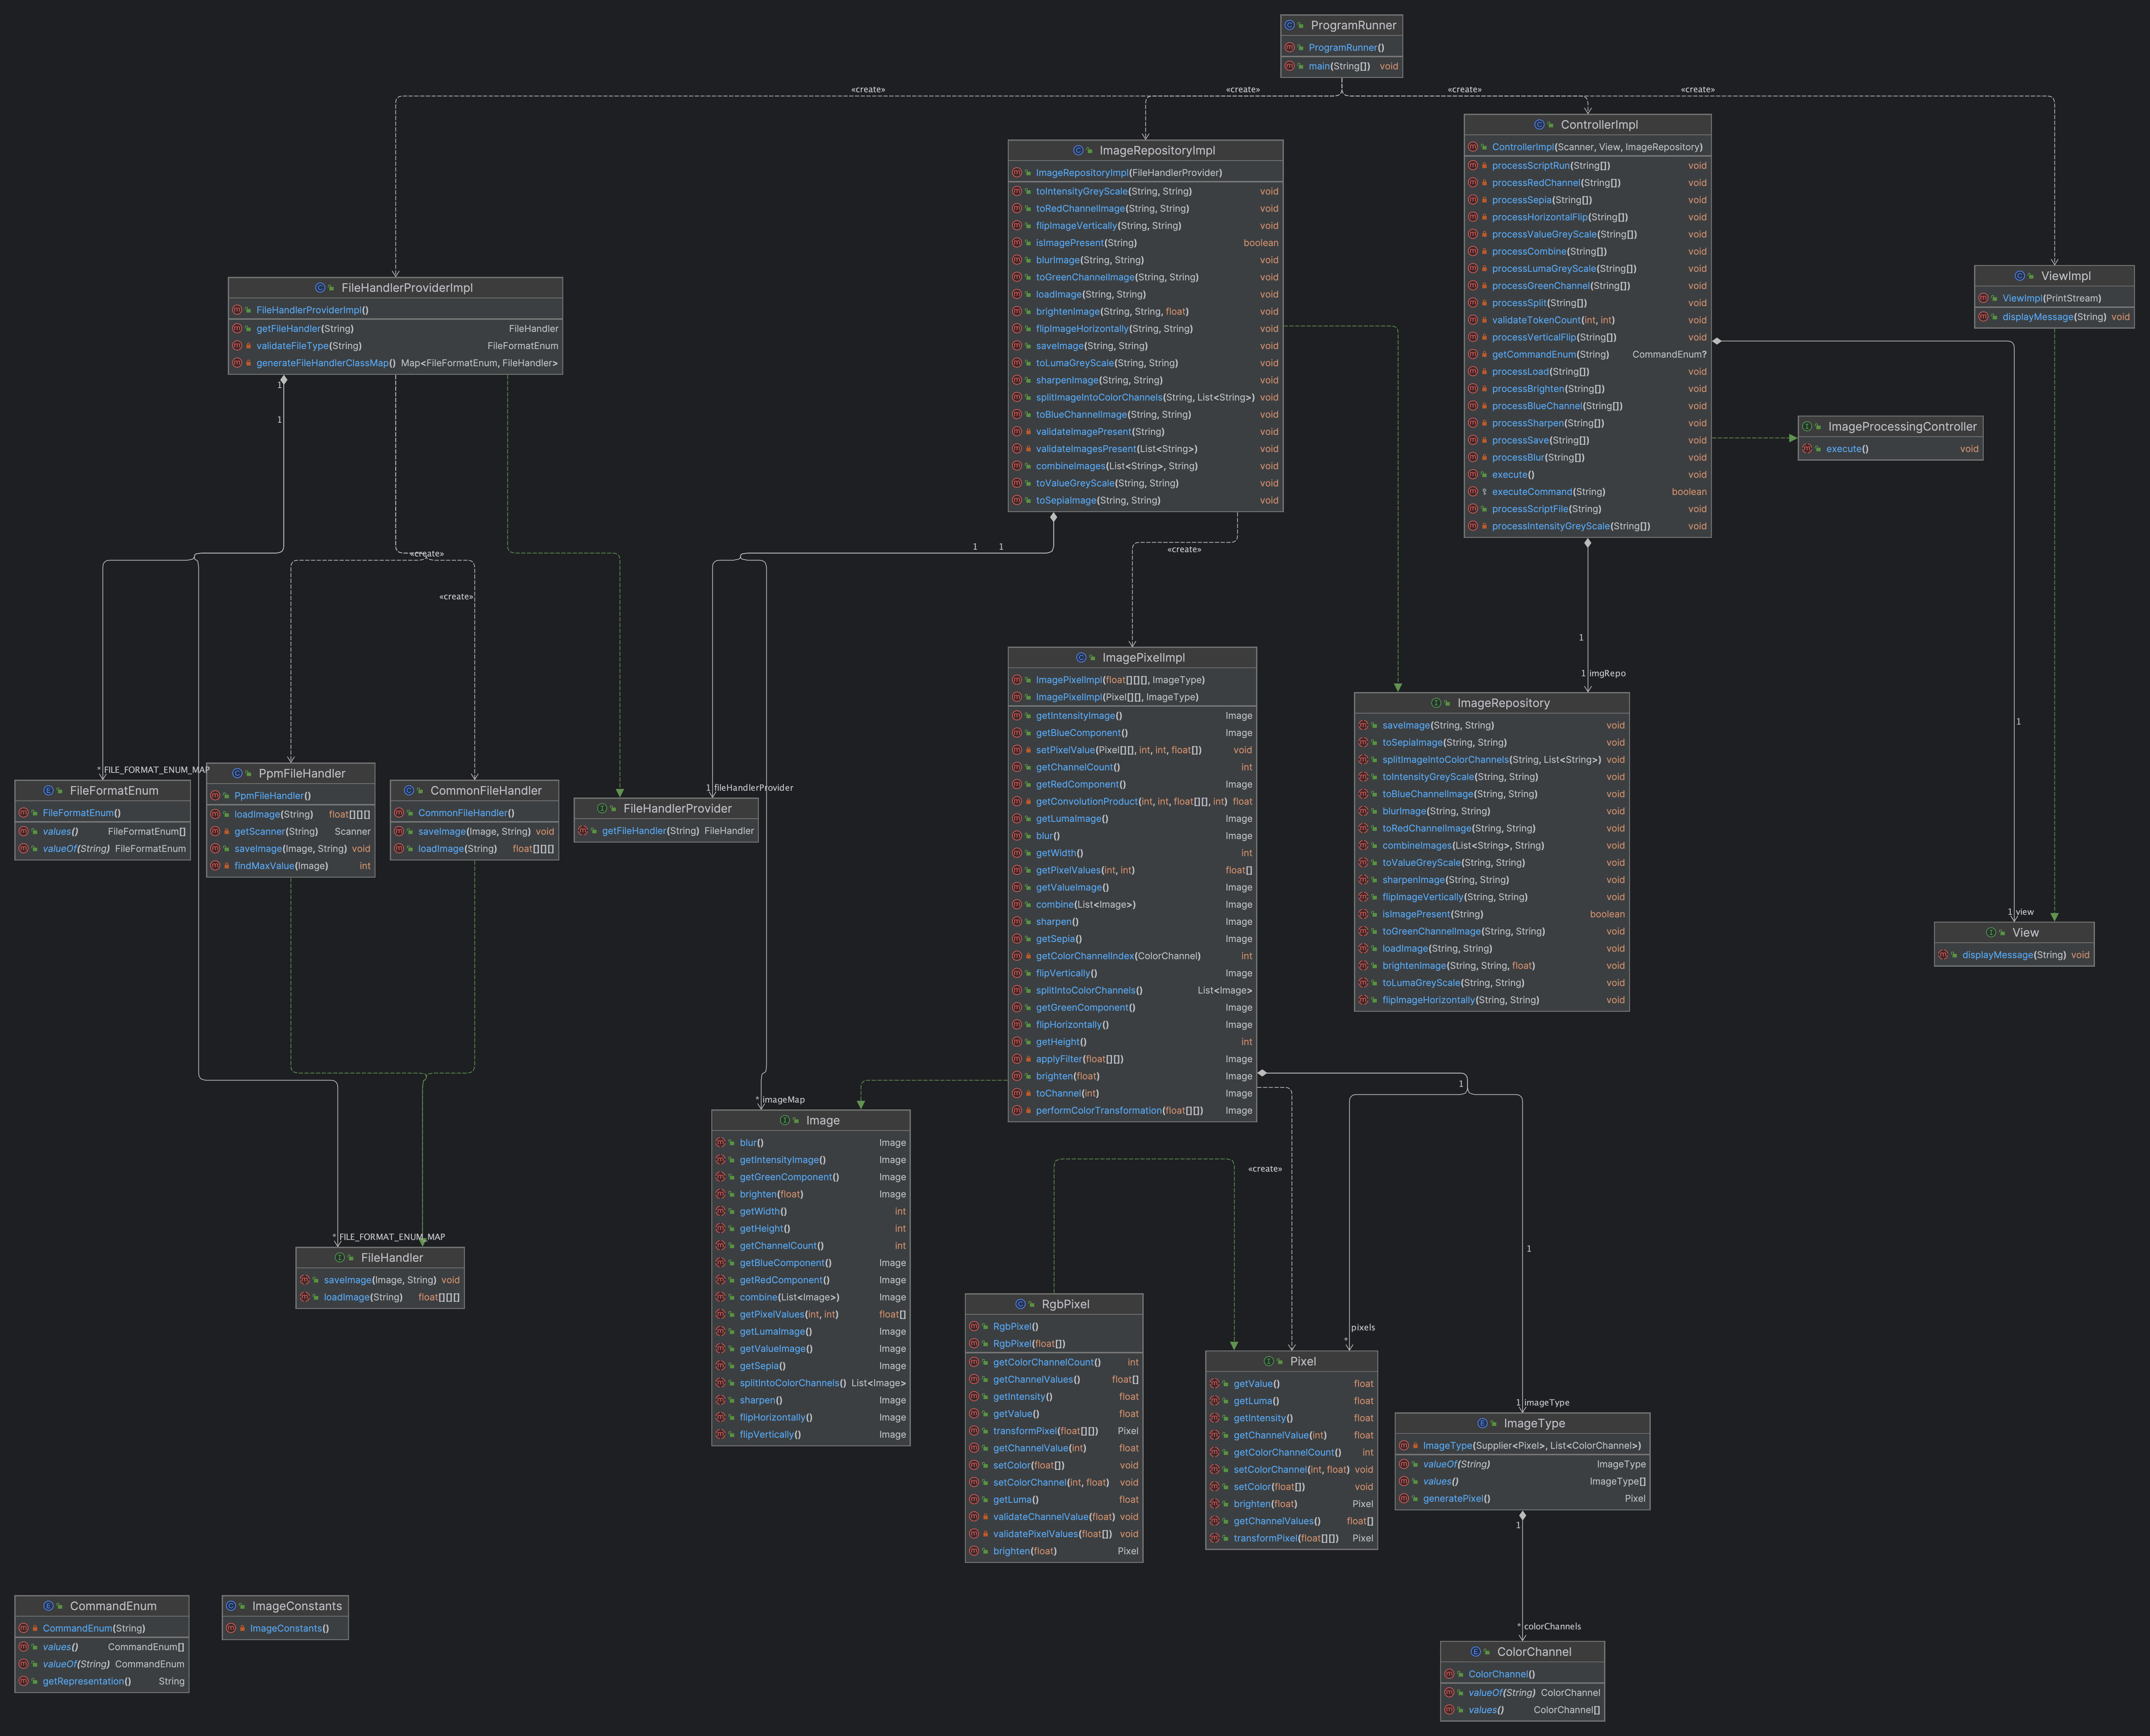 ProgramRunner
ProgramRunner()
main(String[]) void
«create»
«create»
«create»
«create»
ImageRepositoryImpl
ImageRepositoryImpl(FileHandlerProvider)
toIntensityGreyScale(String, String) void
toRedChannelImage(String, String) void
flipImageVertically(String, String) void
isImagePresent(String) boolean
blurImage(String, String) void
toGreenChannelImage(String, String) void
loadImage(String, String) void
brightenImage(String, String, float) void
flipImageHorizontally(String, String) void
saveImage(String, String) void
toLumaGreyScale(String, String) void
sharpenImage(String, String) void
splitImageIntoColorChannels(String, List<String>) void
toBlueChannelImage(String, String) void
validateImagePresent(String) void
validateImagesPresent(List<String>) void
combineImages(List<String>, String) void
toValueGreyScale(String, String) void
toSepiaImage(String, String) void
ControllerImpl
ControllerImpl(Scanner, View, ImageRepository)
processScriptRun(String[]) void
processRedChannel(String[]) void
processSepia(String[]) void
processHorizontalFlip(String[]) void
processValueGreyScale(String[]) void
processCombine(String[]) void
processLumaGreyScale(String[]) void
processGreenChannel(String[]) void
processSplit(String[]) void
validateTokenCount(int, int) void
processVerticalFlip(String[]) void
getCommandEnum(String) CommandEnum?
processLoad(String[]) void
processBrighten(String[]) void
processBlueChannel(String[]) void
processSharpen(String[]) void
processSave(String[]) void
processBlur(String[]) void
execute() void
executeCommand(String) boolean
processScriptFile(String) void
processIntensityGreyScale(String[]) void
FileHandlerProviderImpl
FileHandlerProviderImpl()
getFileHandler(String) FileHandler
validateFileType(String) FileFormatEnum
generateFileHandlerClassMap() Map<FileFormatEnum, FileHandler>
ViewImpl
ViewImpl(PrintStream)
displayMessage(String) void
ImageProcessingController
execute() void
1
1
«create»
«create»
1
1
«create»
1
1 imgRepo
1
1 view
ImagePixelImpl
ImagePixelImpl(float[][][], ImageType)
ImagePixelImpl(Pixel[][], ImageType)
getIntensityImage() Image
getBlueComponent() Image
setPixelValue(Pixel[][], int, int, float[]) void
getChannelCount() int
getRedComponent() Image
getConvolutionProduct(int, int, float[][], int) float
getLumaImage() Image
blur() Image
getWidth() int
getPixelValues(int, int) float[]
getValueImage() Image
combine(List<Image>) Image
sharpen() Image
getSepia() Image
getColorChannelIndex(ColorChannel) int
flipVertically() Image
splitIntoColorChannels() List<Image>
getGreenComponent() Image
flipHorizontally() Image
getHeight() int
applyFilter(float[][]) Image
brighten(float) Image
toChannel(int) Image
performColorTransformation(float[][]) Image
ImageRepository
saveImage(String, String) void
toSepiaImage(String, String) void
splitImageIntoColorChannels(String, List<String>) void
toIntensityGreyScale(String, String) void
toBlueChannelImage(String, String) void
blurImage(String, String) void
toRedChannelImage(String, String) void
combineImages(List<String>, String) void
toValueGreyScale(String, String) void
sharpenImage(String, String) void
flipImageVertically(String, String) void
isImagePresent(String) boolean
toGreenChannelImage(String, String) void
loadImage(String, String) void
brightenImage(String, String, float) void
toLumaGreyScale(String, String) void
flipImageHorizontally(String, String) void
View
displayMessage(String) void
* FILE_FORMAT_ENUM_MAP
FileFormatEnum
FileFormatEnum()
values() FileFormatEnum[]
valueOf(String) FileFormatEnum
PpmFileHandler
PpmFileHandler()
loadImage(String) float[][][]
getScanner(String) Scanner
saveImage(Image, String) void
findMaxValue(Image) int
CommonFileHandler
CommonFileHandler()
saveImage(Image, String) void
loadImage(String) float[][][]
1 fileHandlerProvider
FileHandlerProvider
getFileHandler(String) FileHandler
* imageMap
Image
blur() Image
getIntensityImage() Image
getGreenComponent() Image
brighten(float) Image
getWidth() int
getHeight() int
getChannelCount() int
getBlueComponent() Image
getRedComponent() Image
combine(List<Image>) Image
getPixelValues(int, int) float[]
getLumaImage() Image
getValueImage() Image
getSepia() Image
splitIntoColorChannels() List<Image>
sharpen() Image
flipHorizontally() Image
flipVertically() Image
* FILE_FORMAT_ENUM_MAP
FileHandler
saveImage(Image, String) void
loadImage(String) float[][][]
1
«create»
1
RgbPixel
RgbPixel()
RgbPixel(float[])
getColorChannelCount() int
getChannelValues() float[]
getIntensity() float
getValue() float
transformPixel(float[][]) Pixel
getChannelValue(int) float
setColor(float[]) void
setColorChannel(int, float) void
getLuma() float
validateChannelValue(float) void
validatePixelValues(float[]) void
brighten(float) Pixel
pixels
*
Pixel
getValue() float
getLuma() float
getIntensity() float
getChannelValue(int) float
getColorChannelCount() int
setColorChannel(int, float) void
setColor(float[]) void
brighten(float) Pixel
getChannelValues() float[]
transformPixel(float[][]) Pixel
1 imageType
ImageType
ImageType(Supplier<Pixel>, List<ColorChannel>)
valueOf(String) ImageType
values() ImageType[]
generatePixel() Pixel
1
* colorChannels
ColorChannel
ColorChannel()
valueOf(String) ColorChannel
values() ColorChannel[]
CommandEnum
CommandEnum(String)
values() CommandEnum[]
valueOf(String) CommandEnum
getRepresentation() String
ImageConstants
ImageConstants()